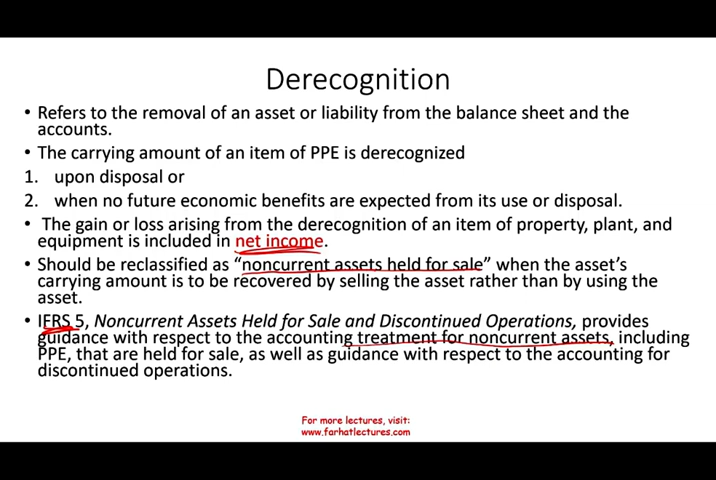 Derecognition
• Refers to the removal of an asset or liability from the balance sheet and the
accounts.
• The carrying amount of an item of PPE is derecognized
1. upon disposal or
2. when no future economic benefits are expected from its use or disposal.
• The gain or loss arising from the derecognition of an item of property, plant, and
equipment is included in net income.
• Should be reclassified as “noncurrent assets held for sale” when the asset’s
carrying amount is to be recovered by selling the asset rather than by using the
asset.
• IFRS 5, Noncurrent Assets Held for Sale and Discontinued Operations, provides
guidance with respect to the accounting treatment for noncurrent assets, including
PPE, that are held for sale, as well as guidance with respect to the accounting for
discontinued operations.
For more lectures, visit:
www.farhatlectures.com